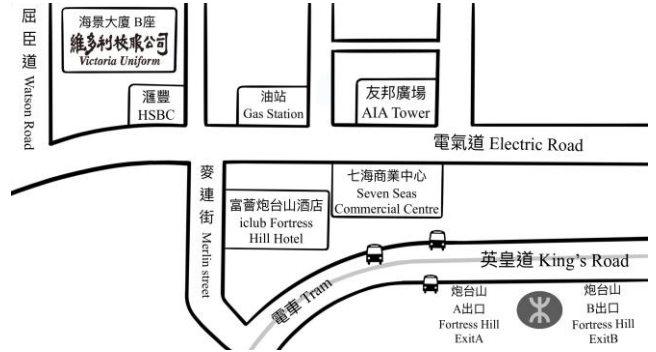 屈臣道 Watson Road
海景大廈 B座
維多利校服公司
Victoria Uniform
滙豐
HSBC
油站
Gas Station
友邦廣場
AIA Tower
電氣道 Electric Road
麥連街 Merlin street
七海商業中心
Seven Seas
Commercial Centre
富薈炮台山酒店
iclub Fortress
Hill Hotel
英皇道 King's Road
電車 Tram
炮台山
A出口
Fortress Hill
ExitA
炮台山
B出口
Fortress Hill
ExitB